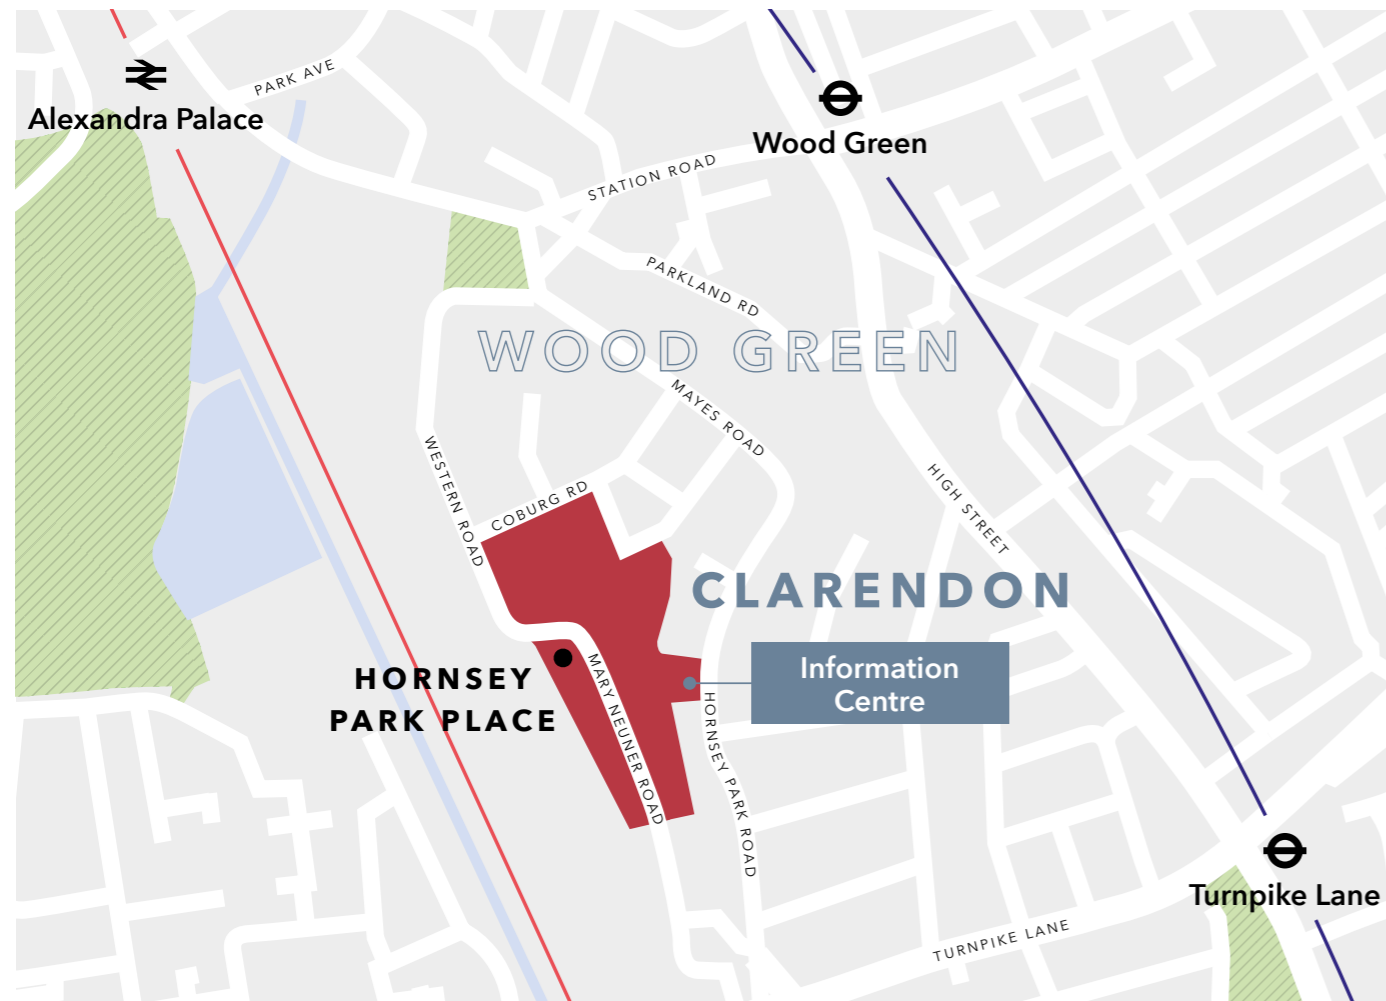 PARK AVE
Alexandra Palace
Wood Green
STATION ROAD
PARKLAND RD
WOOD GREEN
MAYES ROAD
WESTERN ROAD
COBURG RD
HIGH STREET
CLARENDON
Information
Centre
HORNSEY
PARK PLACE
MARY NEUNER ROAD
HORNSEY PARK ROAD
Turnpike Lane
TURNPIKE LANE